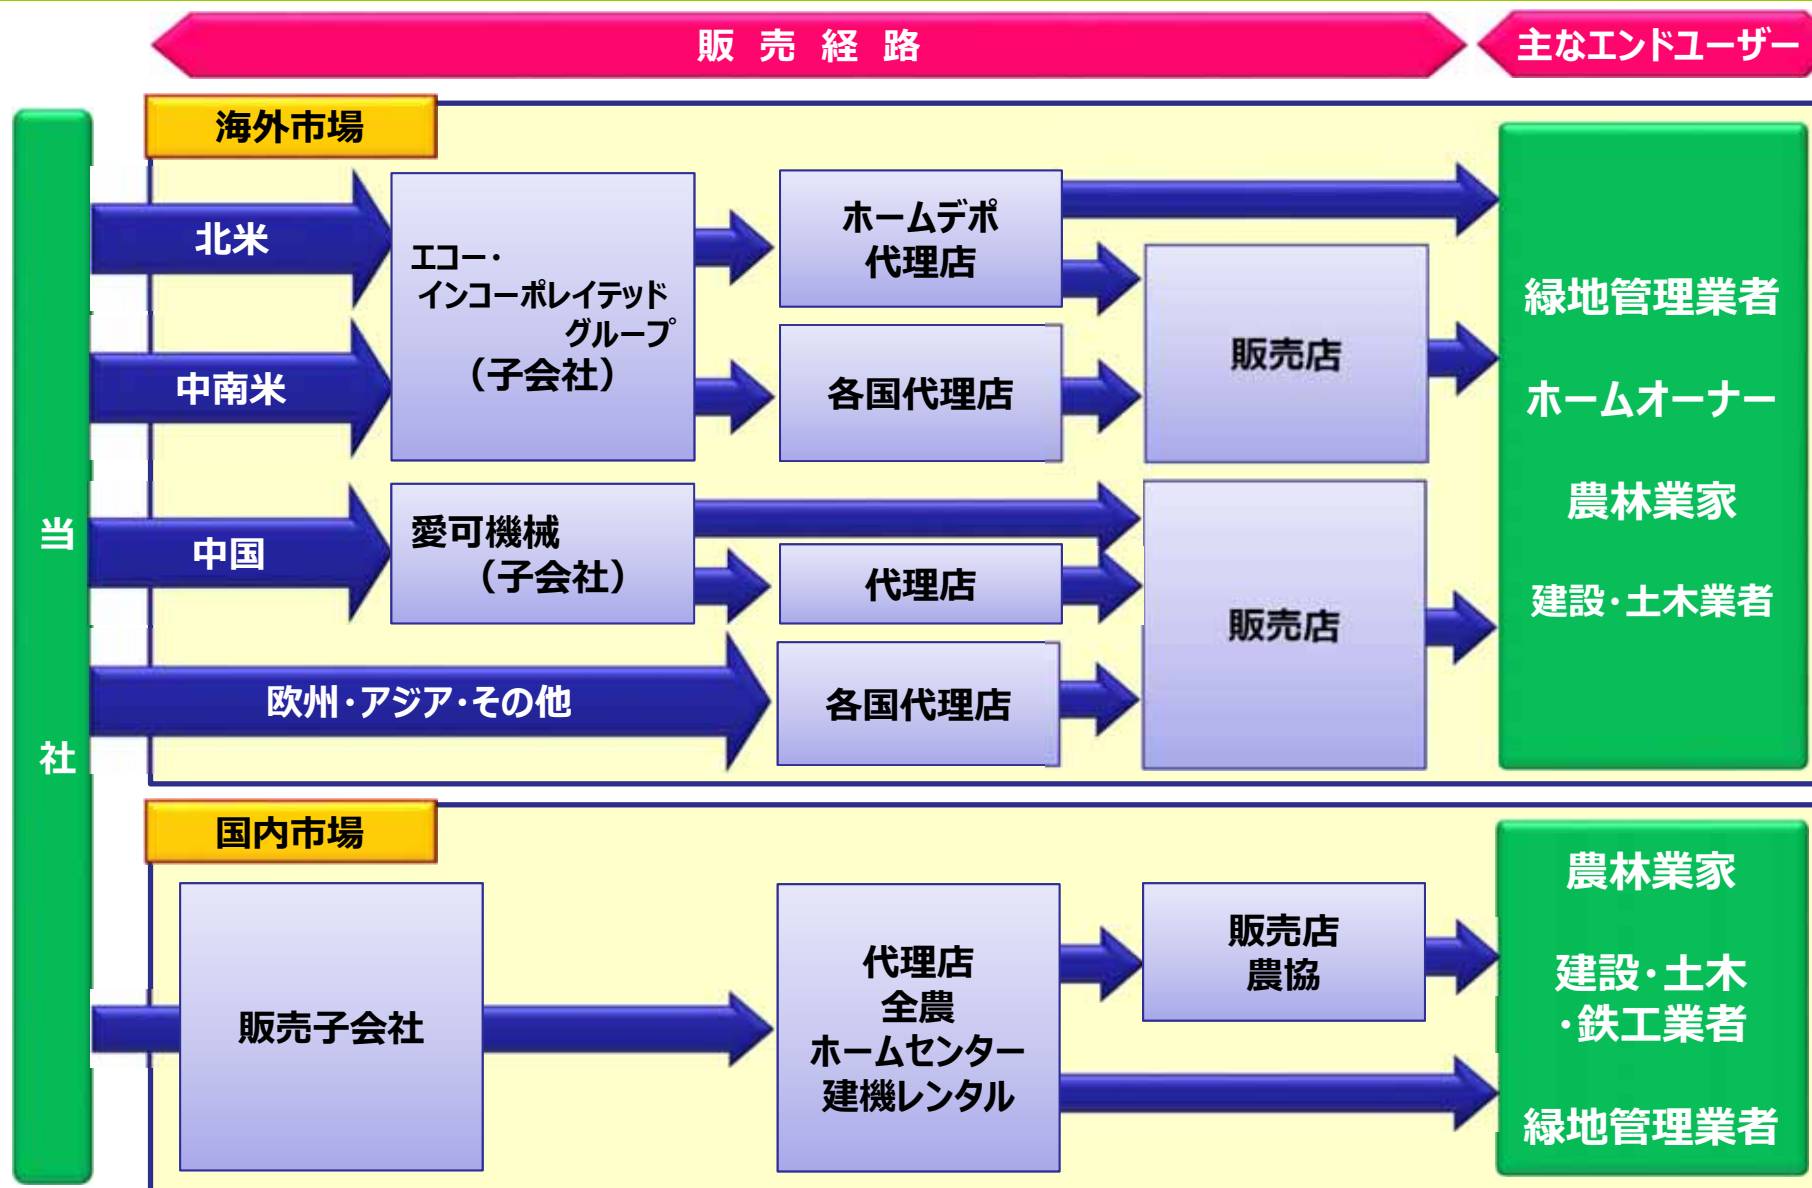 販売経路
主なエンドユーザー
当社
海外市場
北米
中南米
エコー・
インコーポレイテッド
グループ
（子会社）
ホームデポ
代理店
各国代理店
販売店
中国
愛可機械
（子会社）
代理店
欧州・アジア・その他
各国代理店
販売店
緑地管理業者
ホームオーナー
農林業家
建設・土木業者
国内市場
販売子会社
代理店
全農
ホームセンター
建機レンタル
販売店
農協
農林業家
建設・土木
・鉄工業者
緑地管理業者